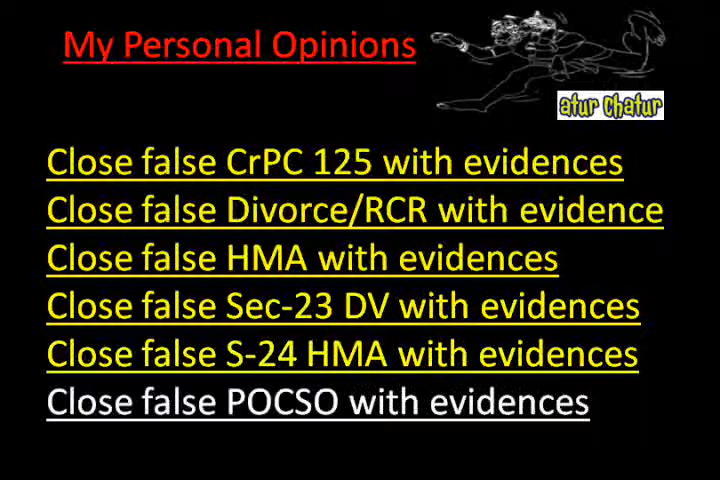 My Personal Opinions
atur Chatur
Close false CrPC 125 with evidences
Close false Divorce/RCR with evidence
Close false HMA with evidences
Close false Sec-23 DV with evidences
Close false S-24 HMA with evidences
Close false POCSO with evidences